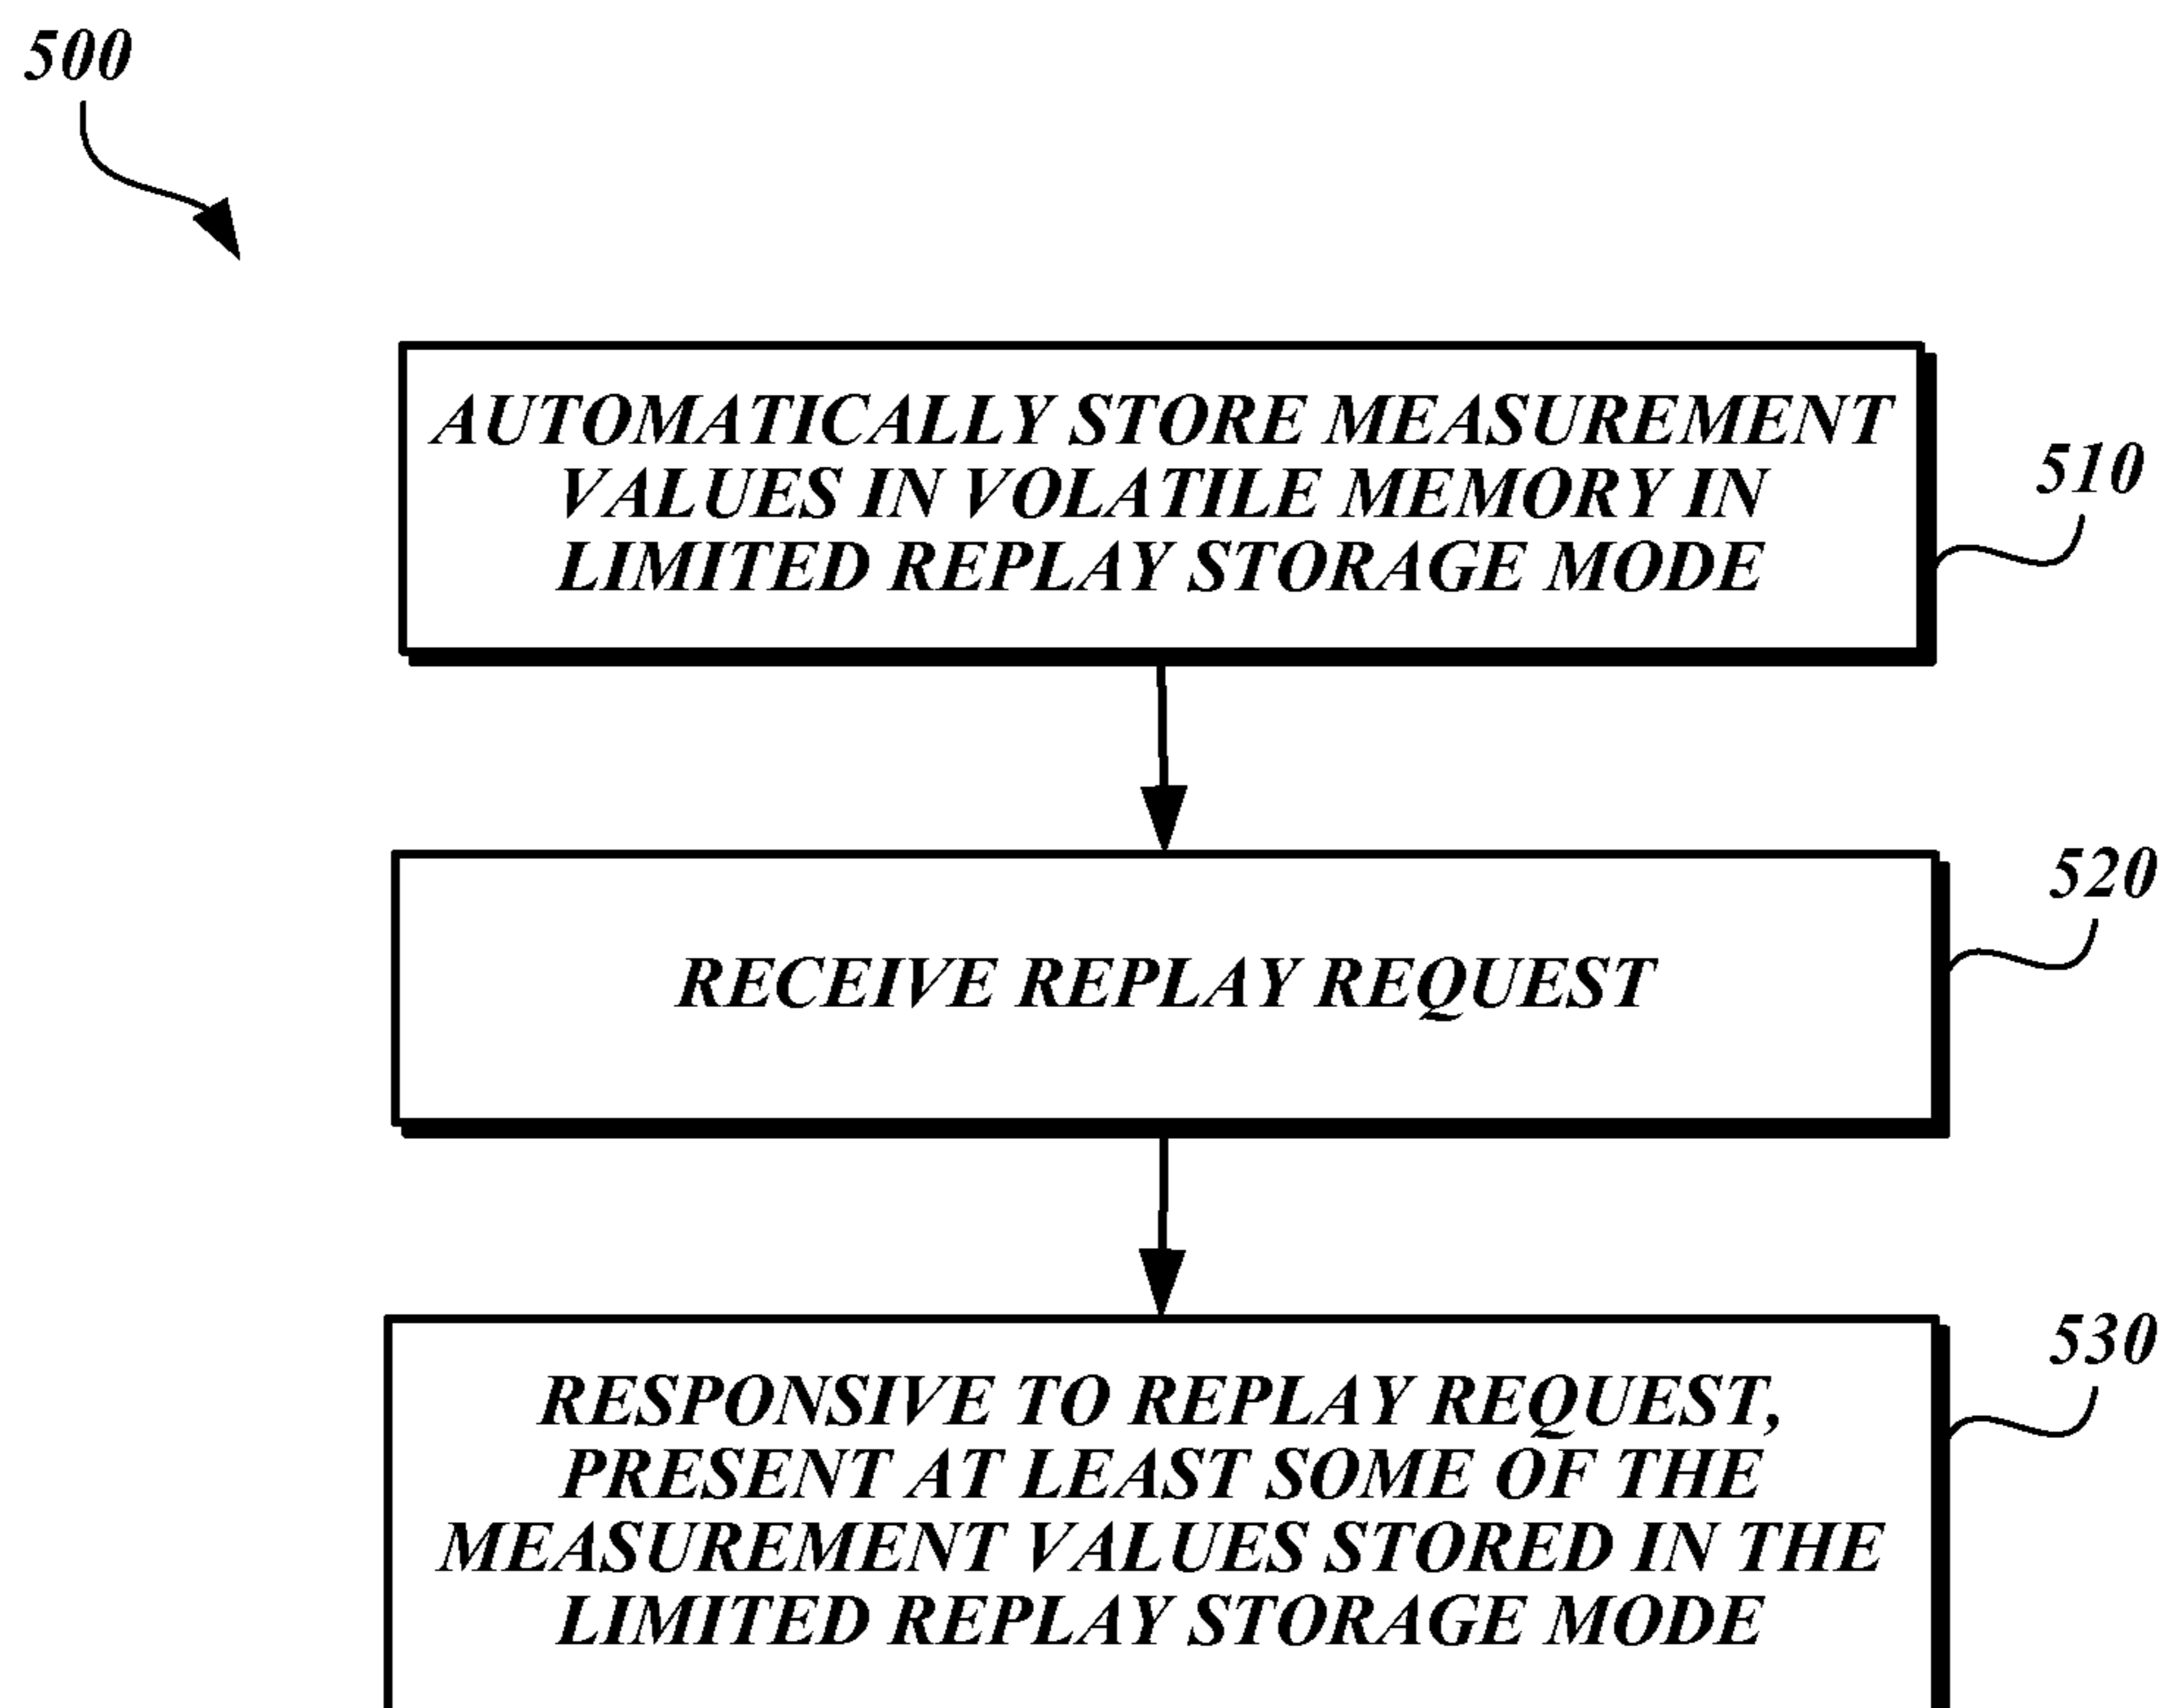 500
AUTOMATICALLY STORE MEASUREMENT
VALUES IN VOLATILE MEMORY IN
LIMITED REPLAY STORAGE MODE
510
RECEIVE REPLAY REQUEST
520
RESPONSIVE TO REPLAY REQUEST,
PRESENT AT LEAST SOME OF THE
MEASUREMENT VALUES STORED IN THE
LIMITED REPLAY STORAGE MODE
530